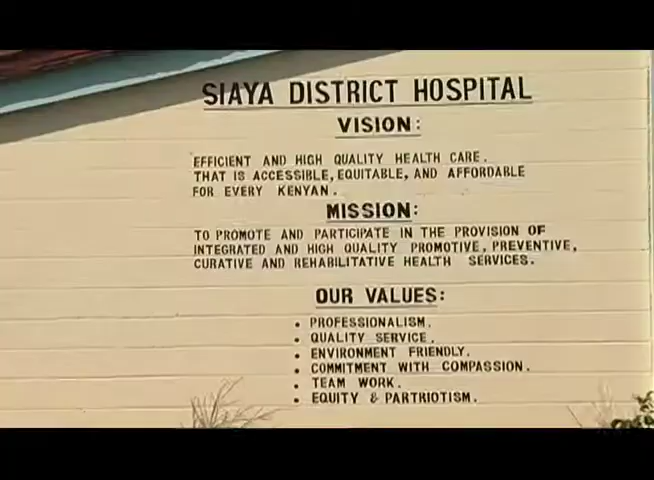 SIAYA DISTRICT HOSPITAL
VISION:
EFFICIENT AND HIGH QUALITY HEALTH CARE.
THAT IS ACCESSIBLE, EQUITABLE, AND AFFORDABLE
FOR EVERY KENYAN.
MISSION:
TO PROMOTE AND PARTICIPATE IN THE PROVISION OF
INTEGRATED AND HIGH QUALITY PROMOTIVE, PREVENTIVE,
CURATIVE AND REHABILITATIVE HEALTH SERVICES.
OUR VALUES:
• PROFESSIONALISM.
• QUALITY SERVICE.
• ENVIRONMENT FRIENDLY.
• COMMITMENT WITH COMPASSION.
• TEAM WORK.
• EQUITY & PARTRIOTISM.